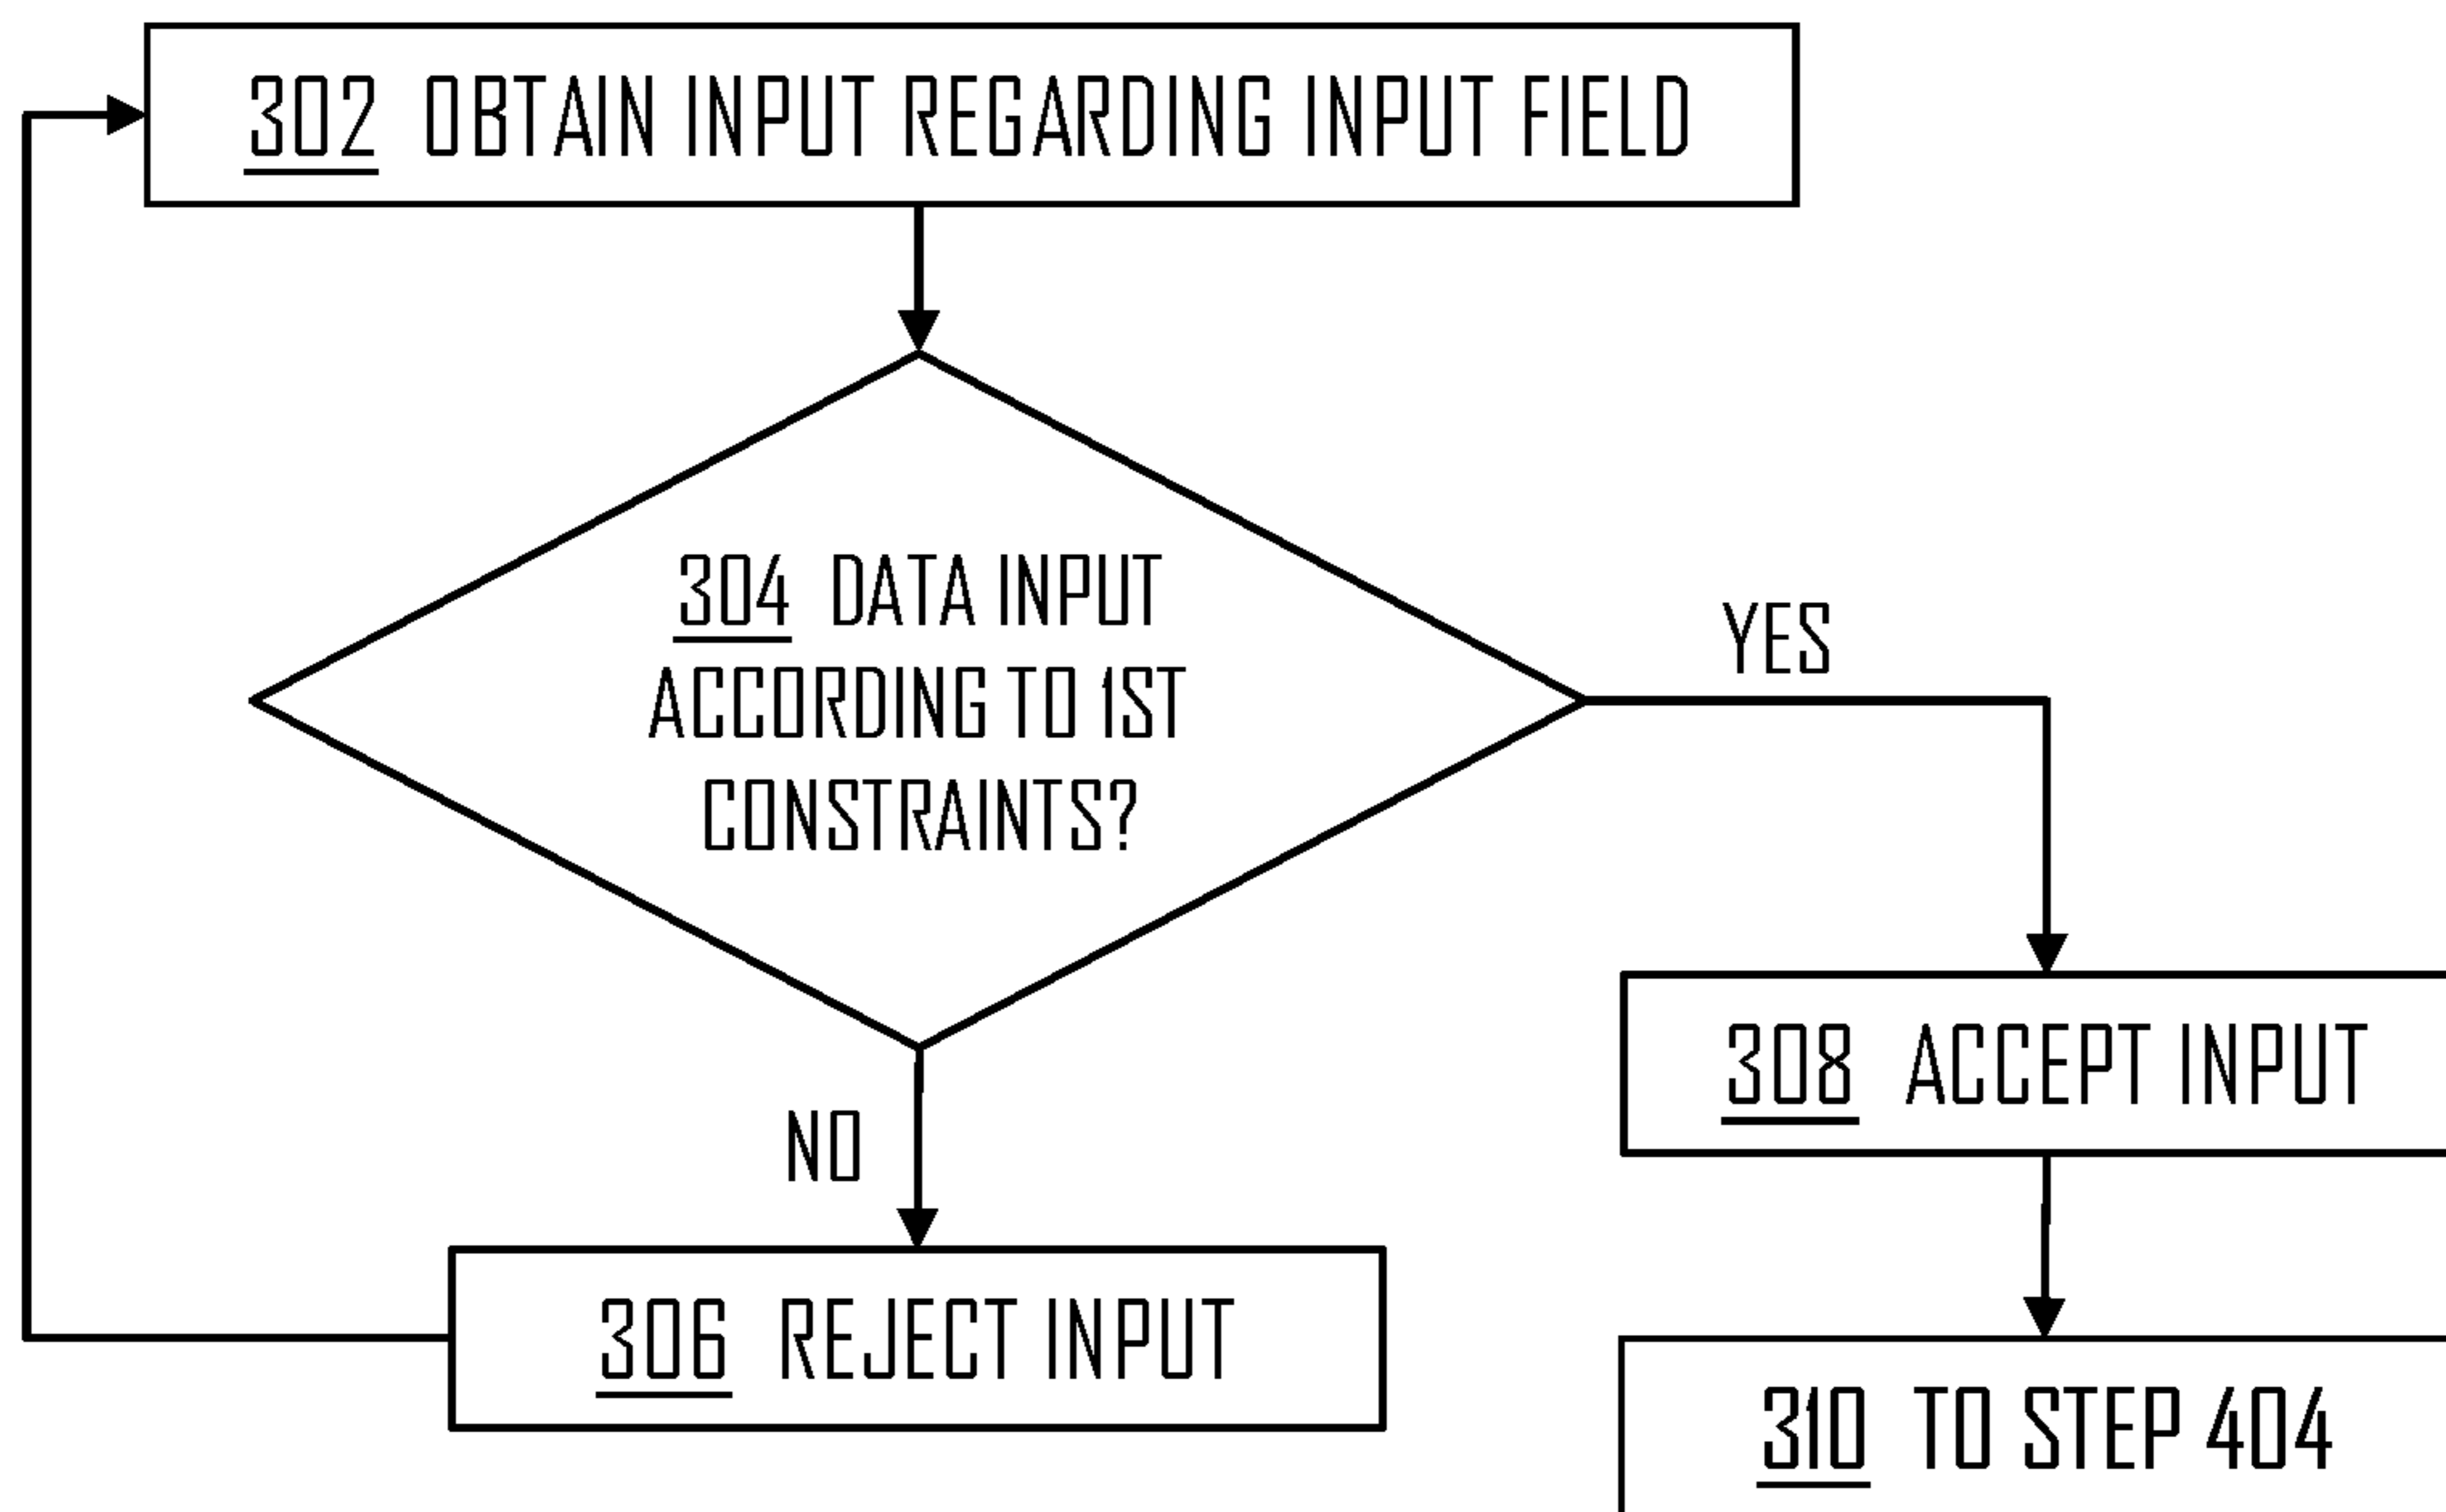 302 OBTAIN INPUT REGARDING INPUT FIELD
304 DATA INPUT
ACCORDING TO 1ST
CONSTRAINTS?
YES
308 ACCEPT INPUT
NO
306 REJECT INPUT
310 TO STEP 404